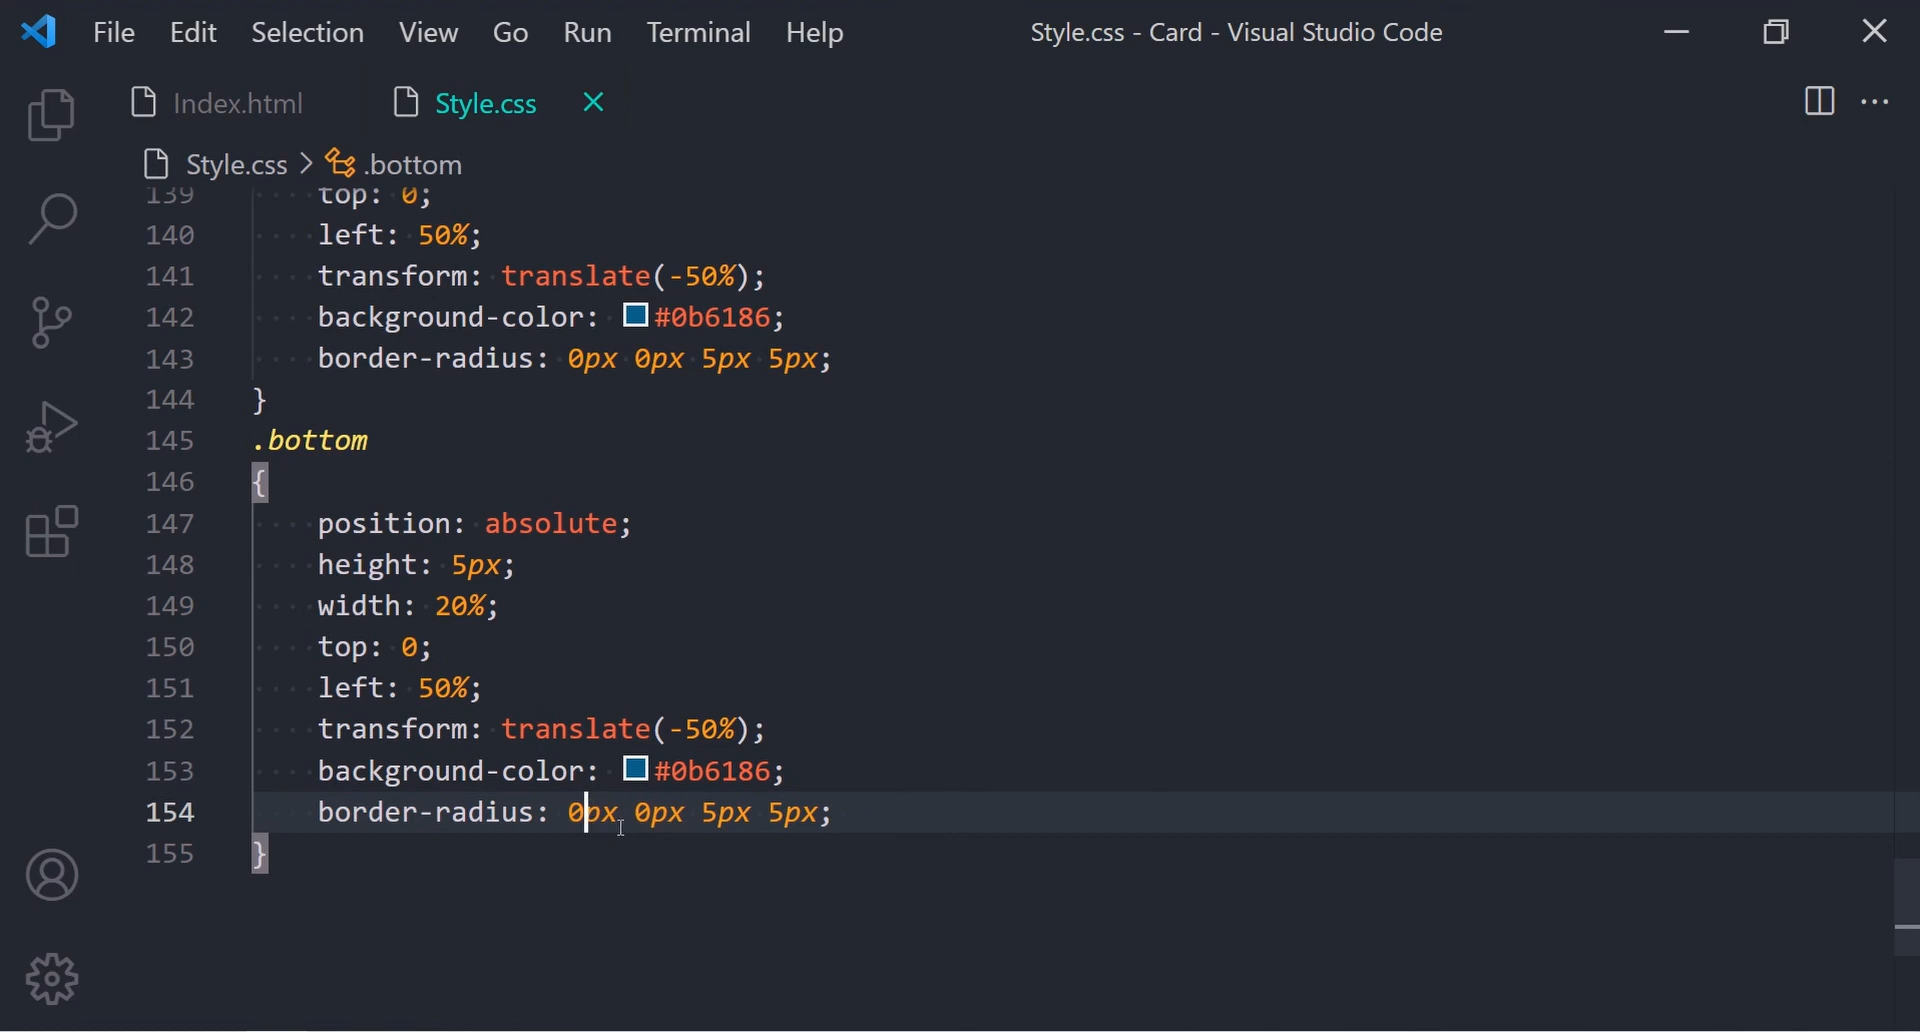 File Edit Selection View Go Run Terminal Help Style.css - Card - Visual Studio Code
Index.html Style.css
Style.css > .bottom
139 top: 0;
140 left: 50%;
141 transform: translate(-50%);
142 background-color: #0b6186;
143 border-radius: 0px 0px 5px 5px;
144 }
145 .bottom
146 {
147 position: absolute;
148 height: 5px;
149 width: 20%;
150 top: 0;
151 left: 50%;
152 transform: translate(-50%);
153 background-color: #0b6186;
154 border-radius: 0px 0px 5px 5px;
155 }